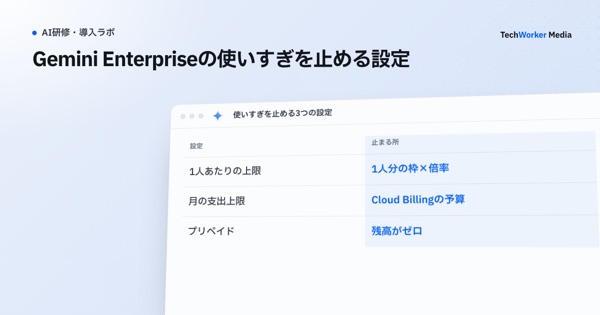 AI研修・導入ラボ
TechWorker Media
Gemini Enterpriseの使いすぎを止める設定
使いすぎを止める3つの設定
設定 止まる所
1人あたりの上限 1人分の枠×倍率
月の支出上限 Cloud Billingの予算
プリペイド 残高がゼロ